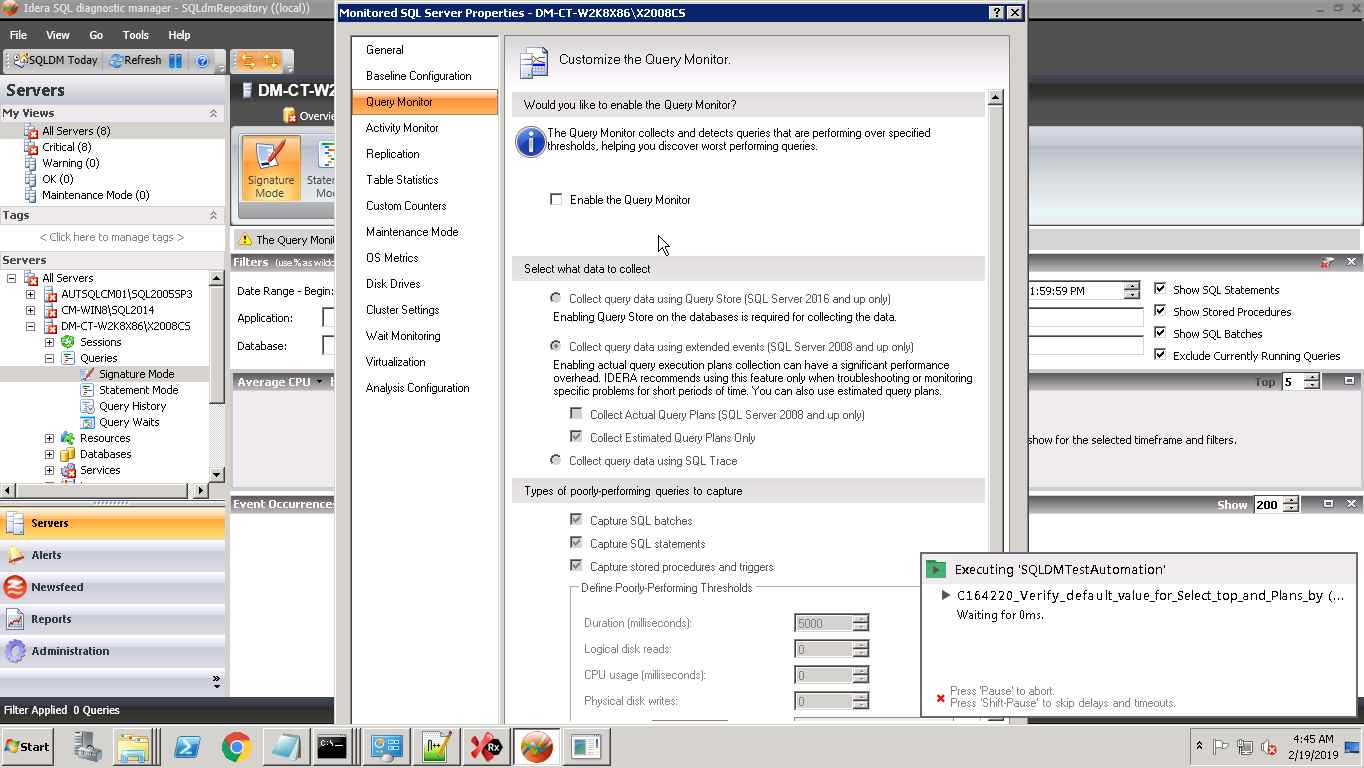 Idera SQL diagnostic manager - SQLdmRepository ((local))
File View Go Tools Help
SQLDM Today Refresh
Servers
My Views
All Servers (8)
Critical (8)
Warning (0)
OK (0)
Maintenance Mode (0)
Tags
< Click here to manage tags >
Servers
All Servers
AUTSQLCM01\SQL2005SP3
CM-WIN8\SQL2014
DM-CT-W2K8X86\X2008CS
Sessions
Queries
Signature Mode
Statement Mode
Query History
Query Waits
Resources
Databases
Services
Servers
Alerts
Newsfeed
Reports
Administration
Filter Applied 0 Queries
DM-CT-W2
Overvie
Signature
Mode
Statem
Mo
The Query Monit
Filters (use % as wildc
Date Range - Begin:
Application:
Database:
Average CPU
Event Occurrence
Monitored SQL Server Properties - DM-CT-W2K8X86\X2008CS
General
Baseline Configuration
Query Monitor
Activity Monitor
Replication
Table Statistics
Custom Counters
Maintenance Mode
OS Metrics
Disk Drives
Cluster Settings
Wait Monitoring
Virtualization
Analysis Configuration
Customize the Query Monitor.
Would you like to enable the Query Monitor?
The Query Monitor collects and detects queries that are performing over specified
thresholds, helping you discover worst performing queries.
Enable the Query Monitor
Select what data to collect
Collect query data using Query Store (SQL Server 2016 and up only)
Enabling Query Store on the databases is required for collecting the data.
Collect query data using extended events (SQL Server 2008 and up only)
Enabling actual query execution plans collection can have a significant performance
overhead. IDERA recommends using this feature only when troubleshooting or monitoring
specific problems for short periods of time. You can also use estimated query plans.
Collect Actual Query Plans (SQL Server 2008 and up only)
Collect Estimated Query Plans Only
Collect query data using SQL Trace
Types of poorly-performing queries to capture
Capture SQL batches
Capture SQL statements
Capture stored procedures and triggers
Define Poorly-Performing Thresholds
Duration (milliseconds): 5000
Logical disk reads: 0
CPU usage (milliseconds): 0
Physical disk writes: 0
1:59:59 PM
Show SQL Statements
Show Stored Procedures
Show SQL Batches
Exclude Currently Running Queries
Top 5
show for the selected timeframe and filters.
Show 200
Executing 'SQLDMTestAutomation'
C164220_Verify_default_value_for_Select_top_and_Plans_by (...
Waiting for 0ms.
Press 'Pause' to abort.
Press 'Shift-Pause' to skip delays and timeouts.
Start
C:\
Rx
4:45 AM
2/19/2019